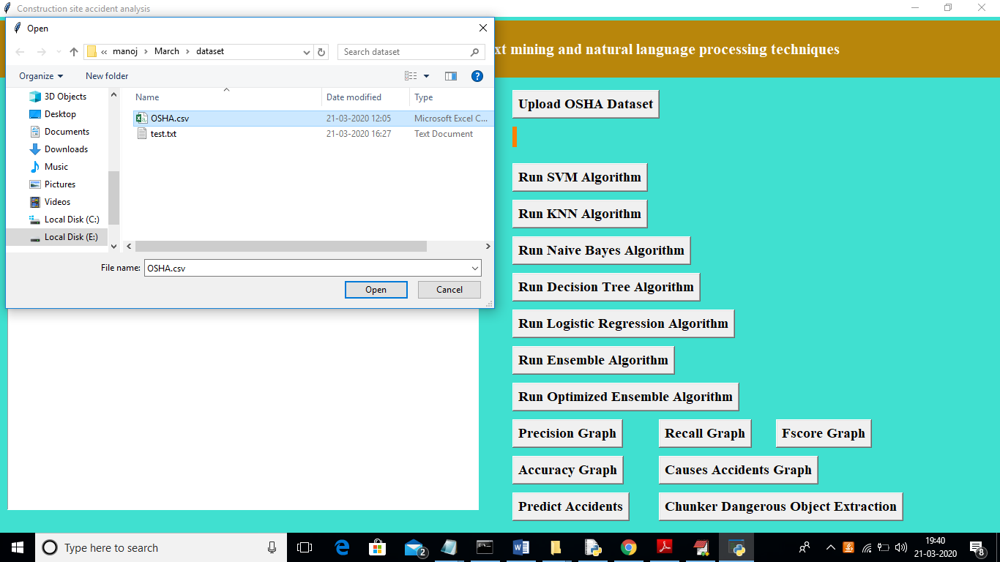 Construction site accident analysis
Open
« manoj > March > dataset
Search dataset
Organize
New folder
3D Objects
Desktop
Documents
Downloads
Music
Pictures
Videos
Local Disk (C:)
Local Disk (E:)
Name Date modified Type
OSHA.csv 21-03-2020 12:05 Microsoft Excel C...
test.txt 21-03-2020 16:27 Text Document
File name: OSHA.csv
Open Cancel
xt mining and natural language processing techniques
Upload OSHA Dataset
Run SVM Algorithm
Run KNN Algorithm
Run Naive Bayes Algorithm
Run Decision Tree Algorithm
Run Logistic Regression Algorithm
Run Ensemble Algorithm
Run Optimized Ensemble Algorithm
Precision Graph Recall Graph Fscore Graph
Accuracy Graph Causes Accidents Graph
Predict Accidents Chunker Dangerous Object Extraction
Type here to search
2
19:40
21-03-2020
8